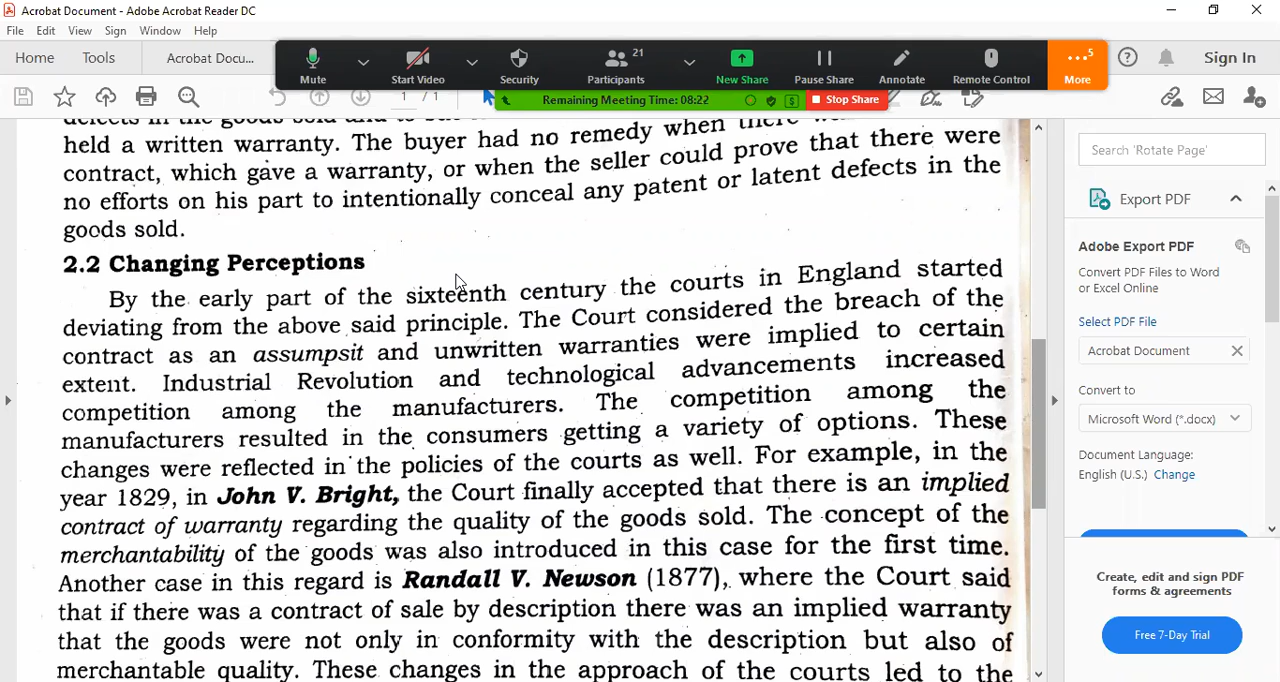 Acrobat Document - Adobe Acrobat Reader DC
File Edit View Sign Window Help
Home Tools Acrobat Docu... Sign In
Mute Start Video Security 21 Participants New Share Pause Share Annotate Remote Control 5 More
1 / 1 Remaining Meeting Time: 08:22 Stop Share
defects in the goods sold and to
held a written warranty. The buyer had no remedy when there
contract, which gave a warranty, or when the seller could prove that there were
no efforts on his part to intentionally conceal any patent or latent defects in the
goods sold.
2.2 Changing Perceptions
By the early part of the sixteenth century the courts in England started
deviating from the above said principle. The Court considered the breach of the
contract as an assumpsit and unwritten warranties were implied to certain
extent. Industrial Revolution and technological advancements increased
competition among the manufacturers. The competition among the
manufacturers resulted in the consumers getting a variety of options. These
changes were reflected in the policies of the courts as well. For example, in the
year 1829, in John V. Bright, the Court finally accepted that there is an implied
contract of warranty regarding the quality of the goods sold. The concept of the
merchantability of the goods was also introduced in this case for the first time.
Another case in this regard is Randall V. Newson (1877), where the Court said
that if there was a contract of sale by description there was an implied warranty
that the goods were not only in conformity with the description but also of
merchantable quality. These changes in the approach of the courts led to the
Search 'Rotate Page'
Export PDF
Adobe Export PDF
Convert PDF Files to Word
or Excel Online
Select PDF File
Acrobat Document
Convert to
Microsoft Word (*.docx)
Document Language:
English (U.S.) Change
Create, edit and sign PDF
forms & agreements
Free 7-Day Trial